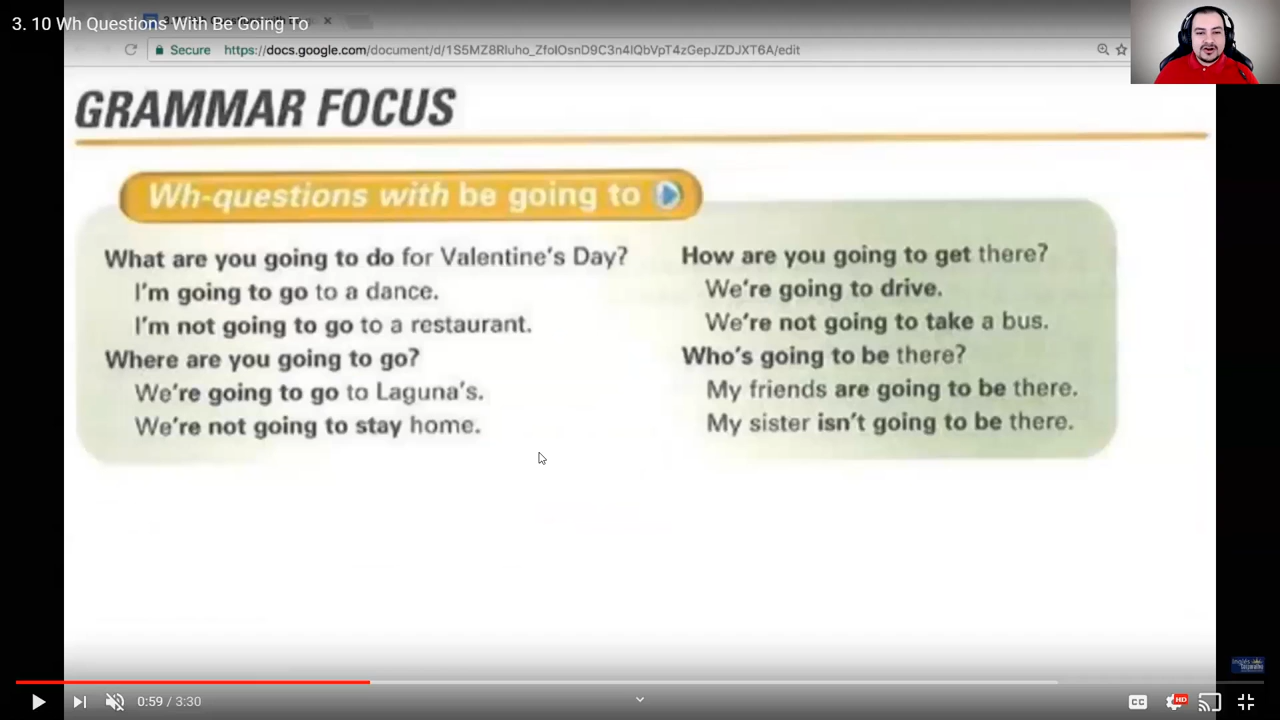 3. 10 Wh Questions With Be Going To
Secure
https://docs.google.com/document/d/1S5MZ8Rluho_ZfoIOsnD9C3n4IQbVpT4zGepJZDJXT6A/edit
GRAMMAR FOCUS
Wh-questions with be going to
What are you going to do for Valentine's Day?
I'm going to go to a dance.
I'm not going to go to a restaurant.
Where are you going to go?
We're going to go to Laguna's.
We're not going to stay home.
How are you going to get there?
We're going to drive.
We're not going to take a bus.
Who's going to be there?
My friends are going to be there.
My sister isn't going to be there.
0:59 / 3:30
CC
HD